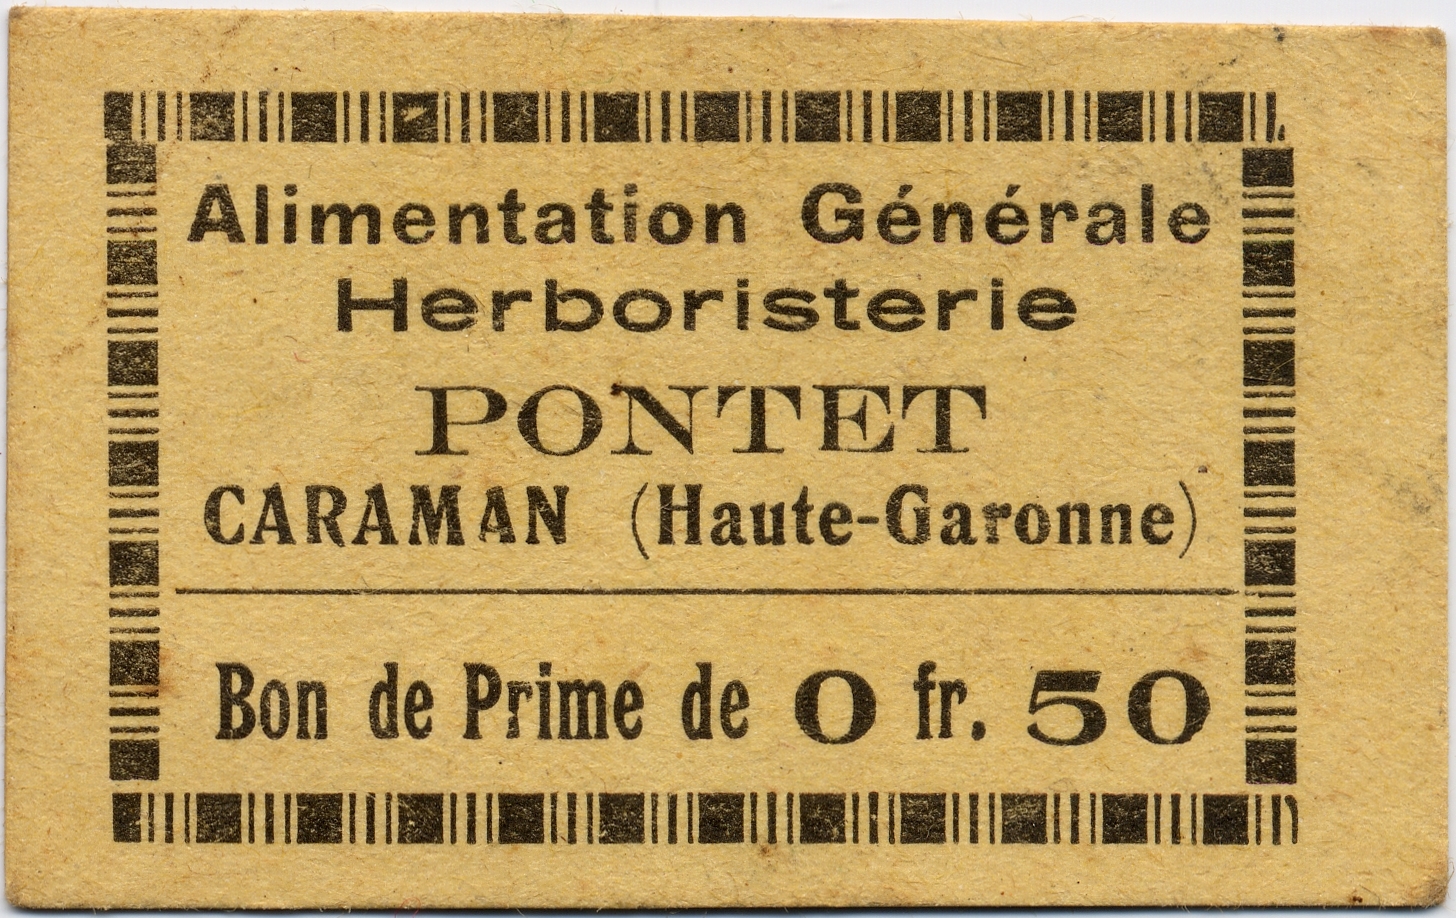 Alimentation Générale
Herboristerie
PONTET
CARAMAN (Haute-Garonne)
Bon de Prime de 0 fr. 50